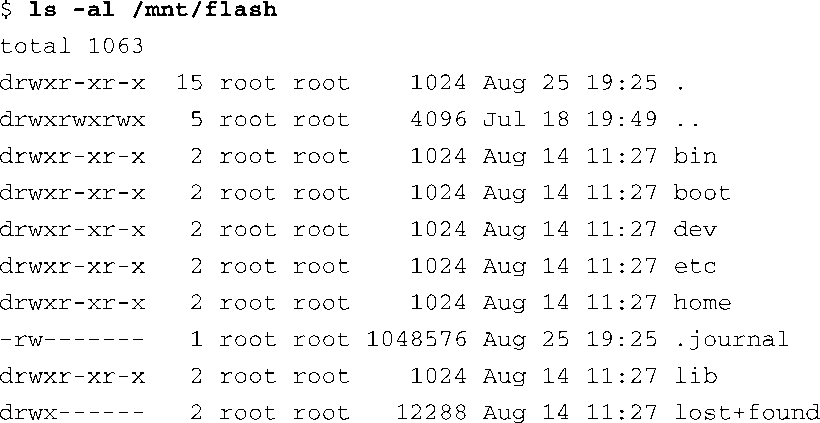 $ ls -al /mnt/flash
total 1063
drwxr-xr-x  15 root root    1024 Aug 25 19:25 .
drwxrwxrwx   5 root root    4096 Jul 18 19:49 ..
drwxr-xr-x   2 root root    1024 Aug 14 11:27 bin
drwxr-xr-x   2 root root    1024 Aug 14 11:27 boot
drwxr-xr-x   2 root root    1024 Aug 14 11:27 dev
drwxr-xr-x   2 root root    1024 Aug 14 11:27 etc
drwxr-xr-x   2 root root    1024 Aug 14 11:27 home
-rw-------   1 root root 1048576 Aug 25 19:25 .journal
drwxr-xr-x   2 root root    1024 Aug 14 11:27 lib
drwx------   2 root root   12288 Aug 14 11:27 lost+found